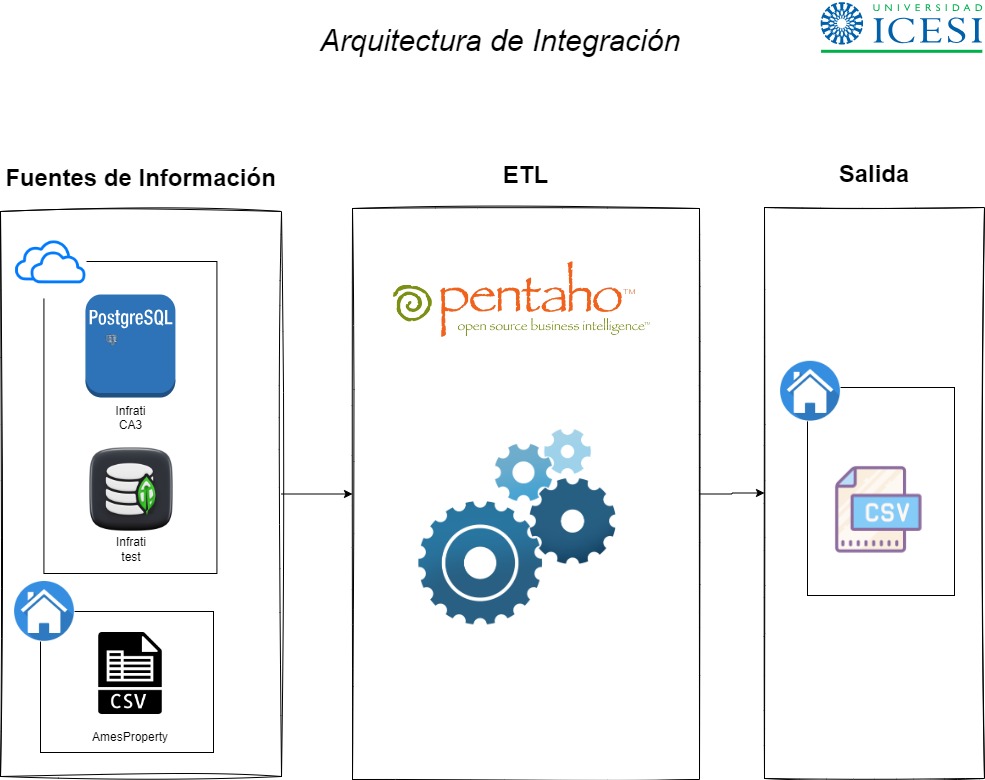 UNIVERSIDAD
ICESI
Arquitectura de Integración
Fuentes de Información
ETL
Salida
PostgreSQL
Infrati
CA3
Infrati
test
CSV
AmesProperty
pentaho™
open source business intelligence™
CSV